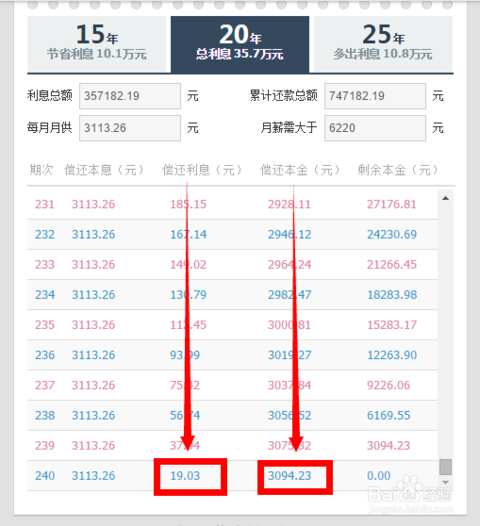 15年 20年 25年
节省利息 10.1万元 总利息 35.7万元 多出利息 10.8万元
利息总额 357182.19 元 累计还款总额 747182.19 元
每月月供 3113.26 元 月薪需大于 6220 元
期次 偿还本息（元） 偿还利息（元） 偿还本金（元） 剩余本金（元）
231 3113.26 185.15 2928.11 27176.81
232 3113.26 167.14 2946.12 24230.69
233 3113.26 149.02 2964.24 21266.45
234 3113.26 130.79 2982.47 18283.98
235 3113.26 112.45 3000.81 15283.17
236 3113.26 93.99 3019.27 12263.90
237 3113.26 75.42 3037.84 9226.06
238 3113.26 56.74 3056.52 6169.55
239 3113.26 37.94 3075.32 3094.23
240 3113.26 19.03 3094.23 0.00
Baidu 经验
jingyan.baidu.com